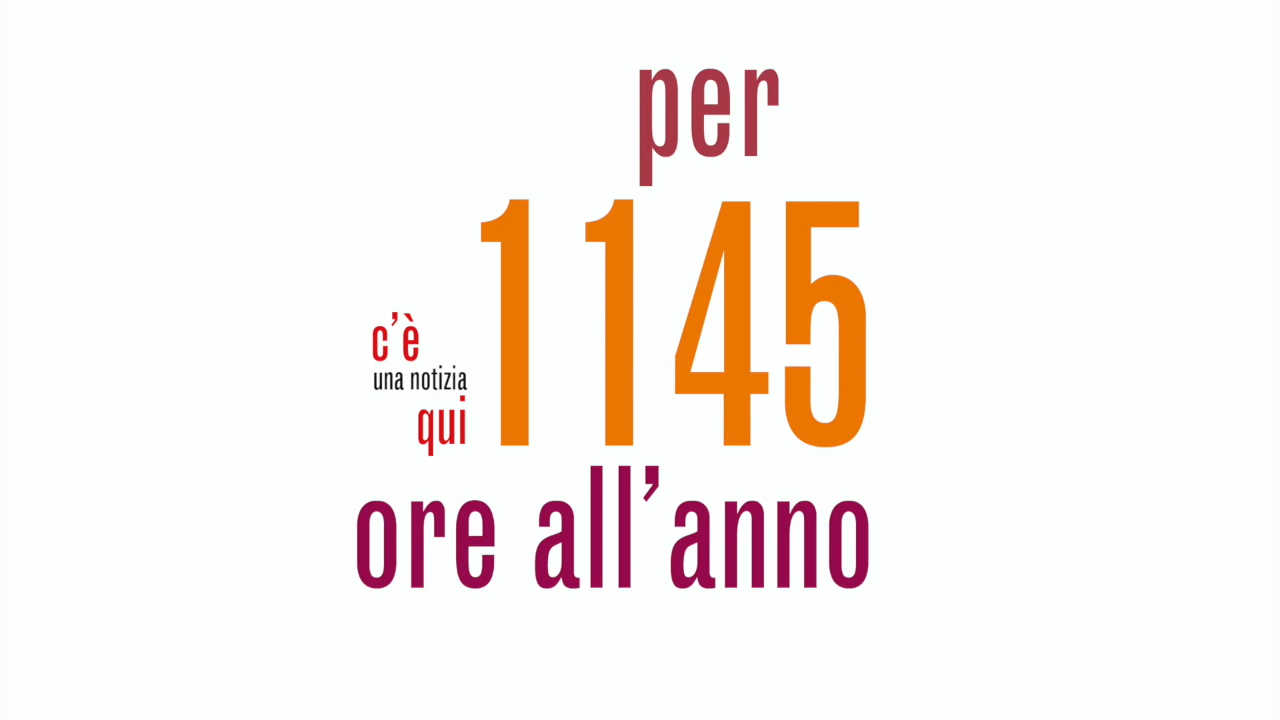 per
1145
c'è
una notizia
qui
ore all'anno